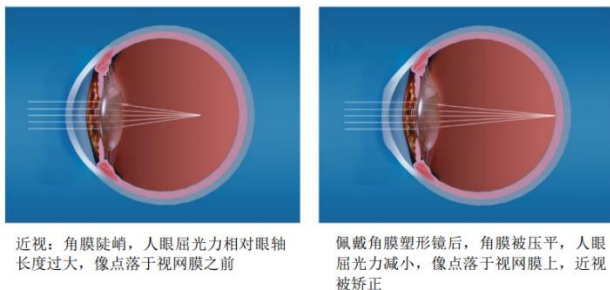 近视：角膜陡峭，人眼屈光力相对眼轴
长度过大，像点落于视网膜之前
佩戴角膜塑形镜后，角膜被压平，人眼
屈光力减小，像点落于视网膜上，近视
被矫正